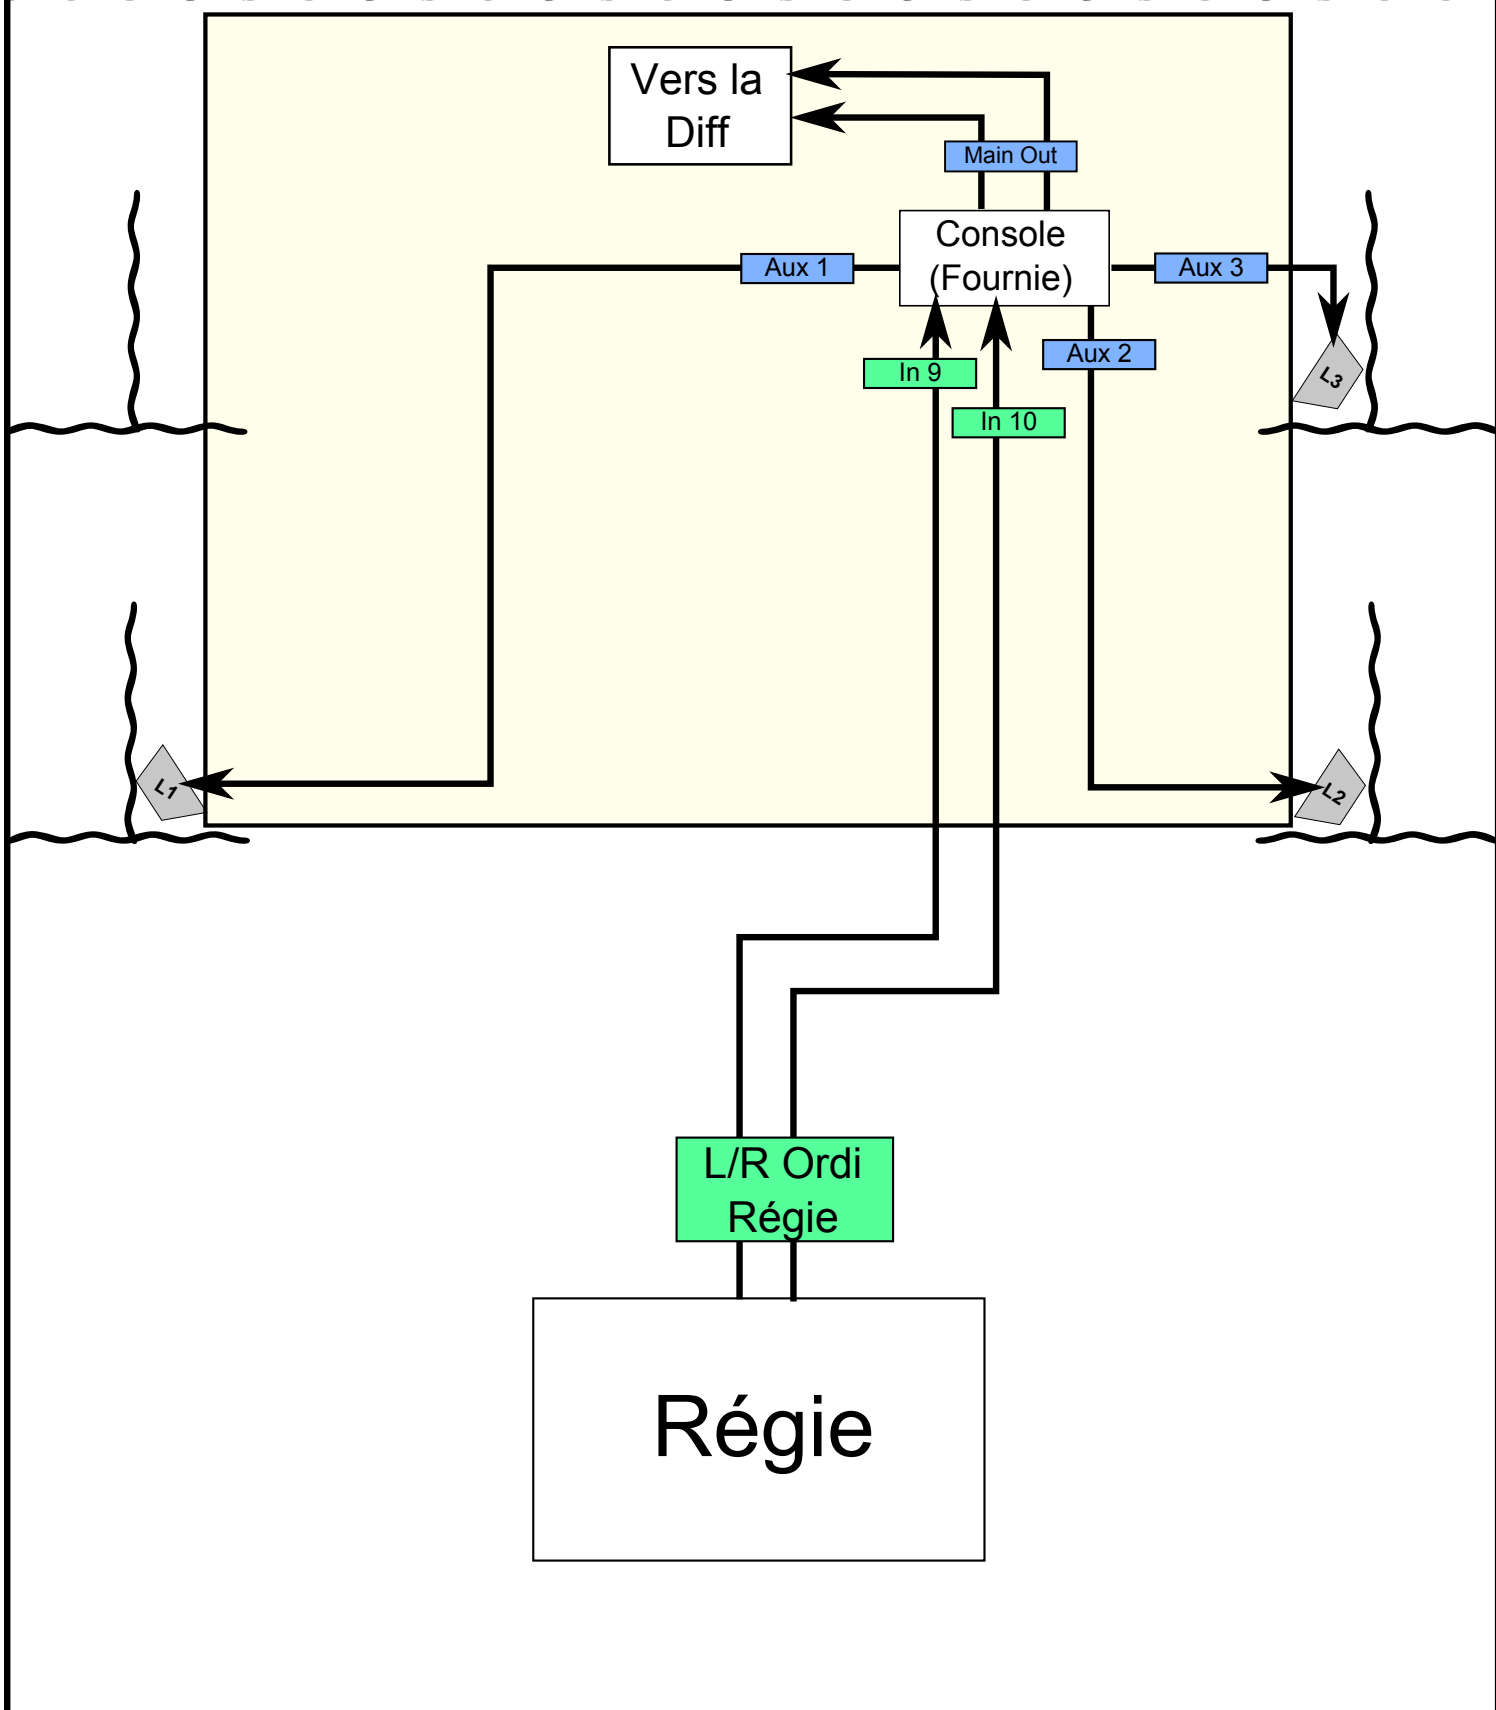 Vers la
Diff
Main Out
Console
(Fournie)
Aux 1
Aux 3
Aux 2
In 9
In 10
L3
L1
L2
L/R Ordi
Régie
Régie